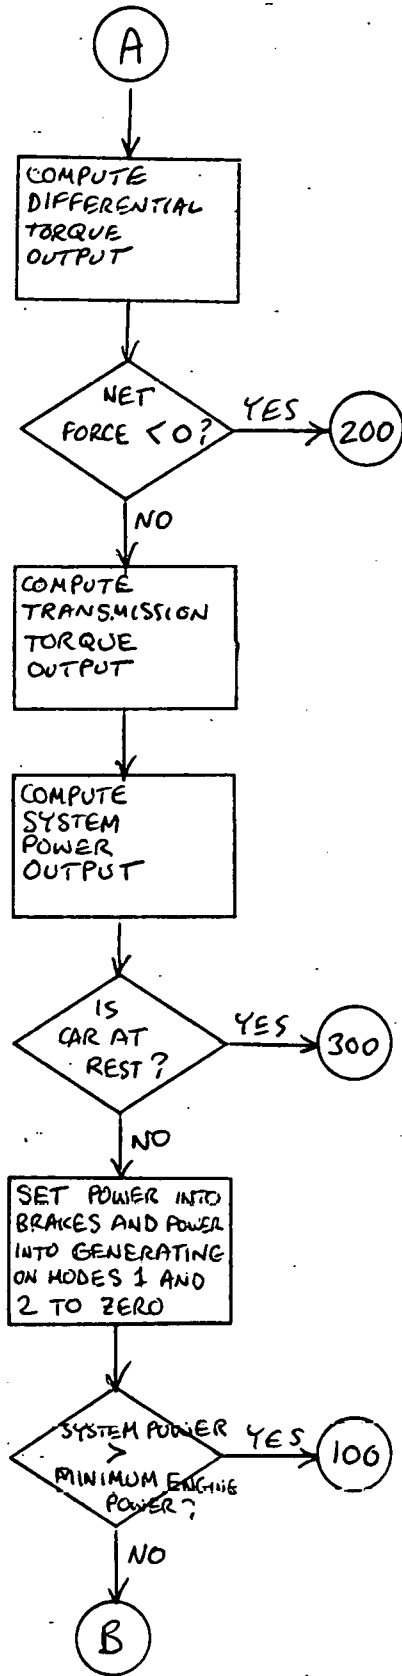 A
COMPUTE
DIFFERENTIAL
TORQUE
OUTPUT
NET
FORCE < 0?
YES
200
NO
COMPUTE
TRANSMISSION
TORQUE
OUTPUT
COMPUTE
SYSTEM
POWER
OUTPUT
IS
CAR AT
REST?
YES
300
NO
SET POWER INTO
BRAKES AND POWER
INTO GENERATING
ON MODES 1 AND
2 TO ZERO
SYSTEM POWER
>
MINIMUM ENGINE
POWER?
YES
100
NO
B